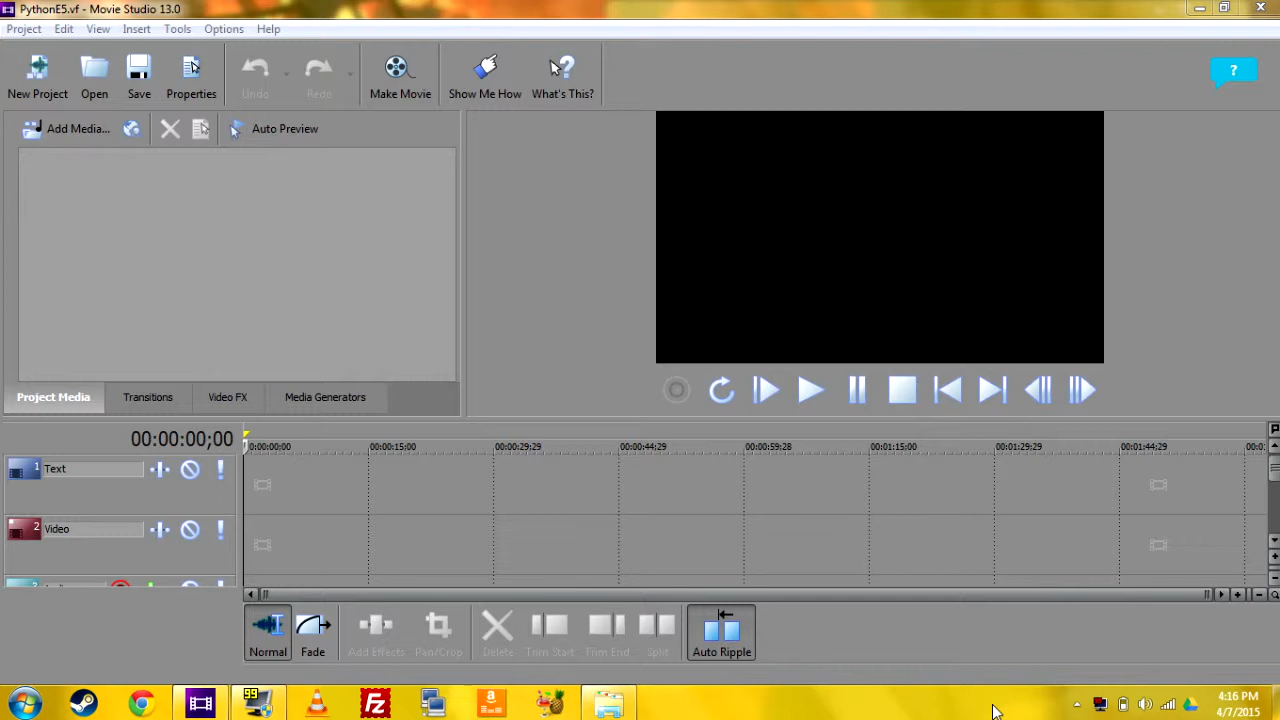 PythonE5.vf - Movie Studio 13.0
Project Edit View Insert Tools Options Help
New Project Open Save Properties Undo Redo Make Movie Show Me How What's This?
?
Add Media... Auto Preview
Project Media Transitions Video FX Media Generators
00:00:00;00
0:00:00;00 00:00:15;00 00:00:29;29 00:00:44;29 00:00:59;28 00:01:15;00 00:01:29;29 00:01:44;29 00:0
1 Text
2 Video
Normal Fade Add Effects Pan/Crop Delete Trim Start Trim End Split Auto Ripple
99
a
Fz
4:16 PM
4/7/2015